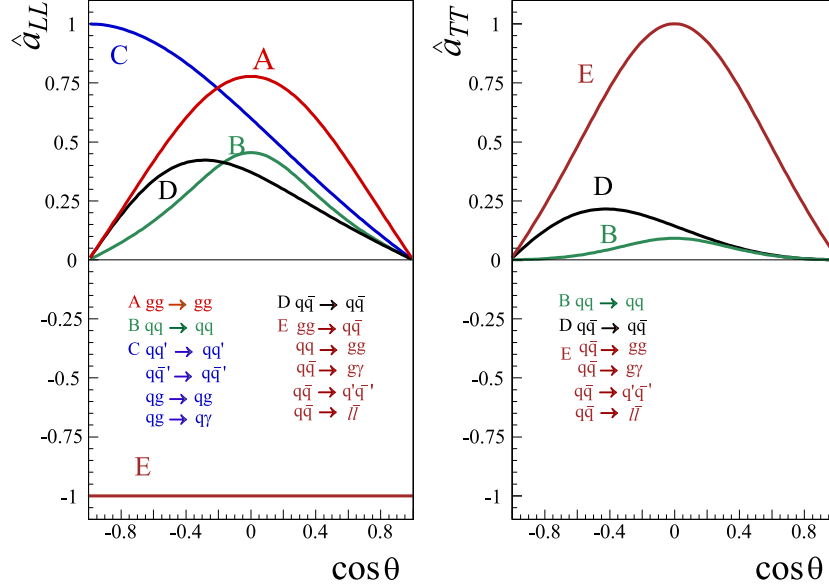 â_LL
1
0.75
0.5
0.25
0
-0.25
-0.5
-0.75
-1
C
A
B
D
A gg → gg
B qq → qq
C qq' → qq'
qq̄' → qq̄'
qg → qg
qg → qγ
D qq̄ → qq̄
E gg → qq̄
qq → gg
qq̄ → gγ
qq̄ → q'q̄'
qq̄ → ll̄
E
-0.8 -0.4 0 0.4 0.8
cos θ
â_TT
1
0.75
0.5
0.25
0
-0.25
-0.5
-0.75
-1
E
D
B
B qq → qq
D qq̄ → qq̄
E qq̄ → gg
qq̄ → gγ
qq̄ → q'q̄'
qq̄ → ll̄
-0.8 -0.4 0 0.4 0.8
cos θ